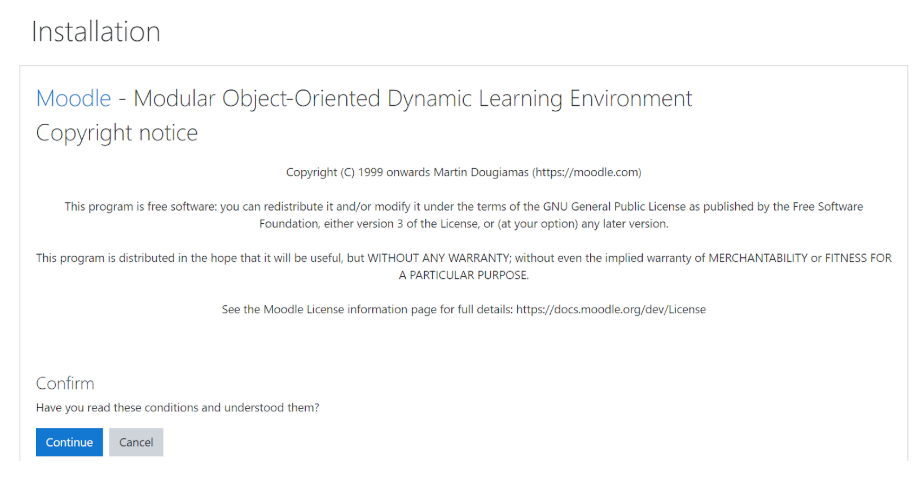 Installation
Moodle - Modular Object-Oriented Dynamic Learning Environment
Copyright notice
Copyright (C) 1999 onwards Martin Dougiamas (https://moodle.com)
This program is free software: you can redistribute it and/or modify it under the terms of the GNU General Public License as published by the Free Software
Foundation, either version 3 of the License, or (at your option) any later version.
This program is distributed in the hope that it will be useful, but WITHOUT ANY WARRANTY; without even the implied warranty of MERCHANTABILITY or FITNESS FOR
A PARTICULAR PURPOSE.
See the Moodle License information page for full details: https://docs.moodle.org/dev/License
Confirm
Have you read these conditions and understood them?
Continue Cancel